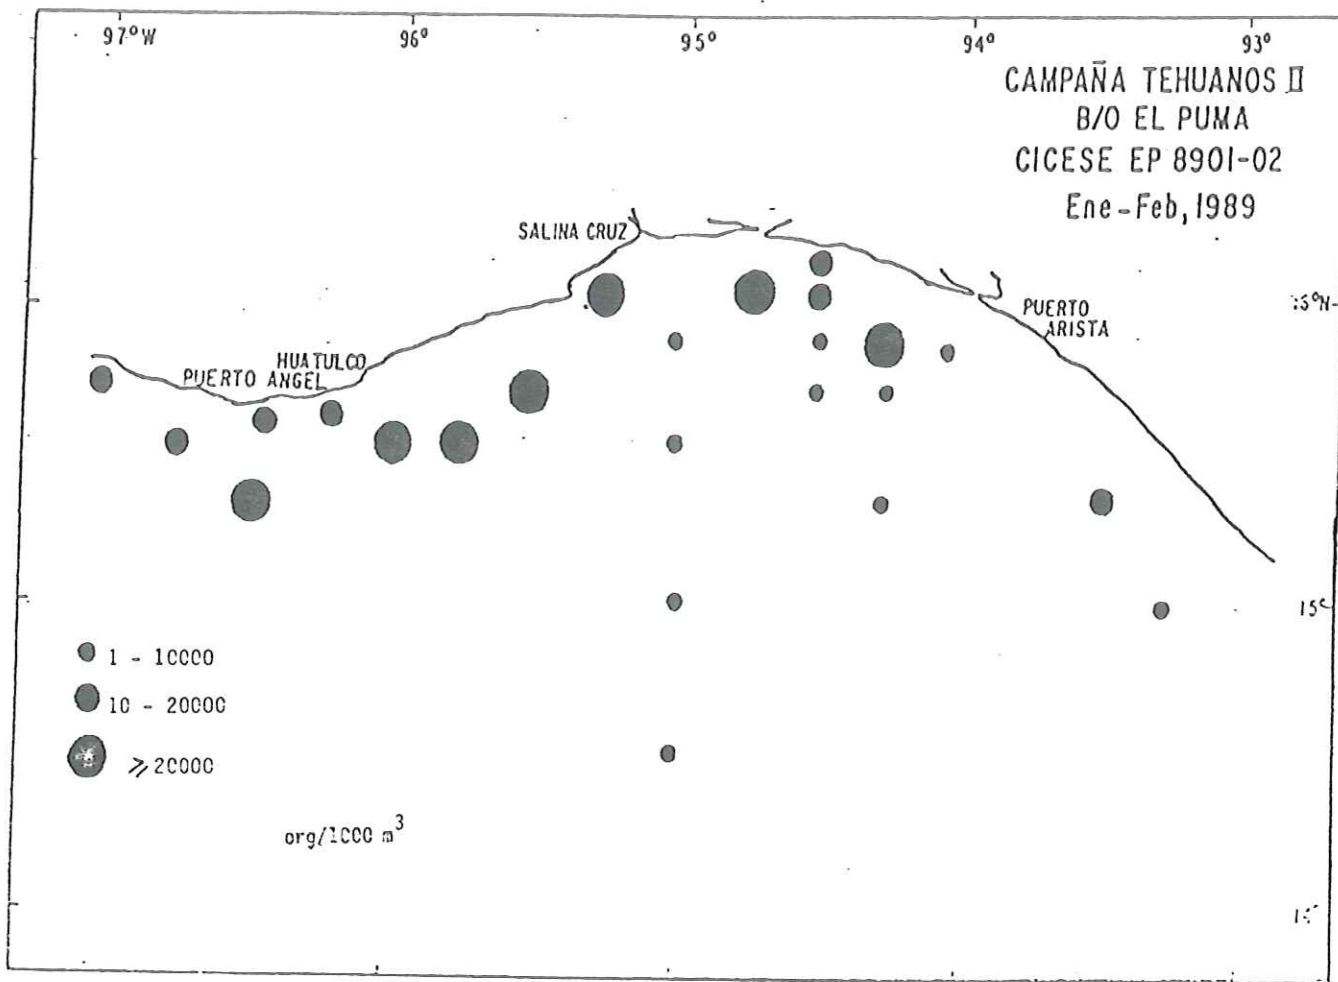 97°W 96° 95° 94° 93°
CAMPAÑA TEHUANOS II
B/O EL PUMA
CICESE EP 8901-02
Ene-Feb, 1989
SALINA CRUZ
PUERTO
ARISTA
HUATULCO
PUERTO ANGEL
15°
1 - 10000
10 - 20000
⩾ 20000
org/1000 m³